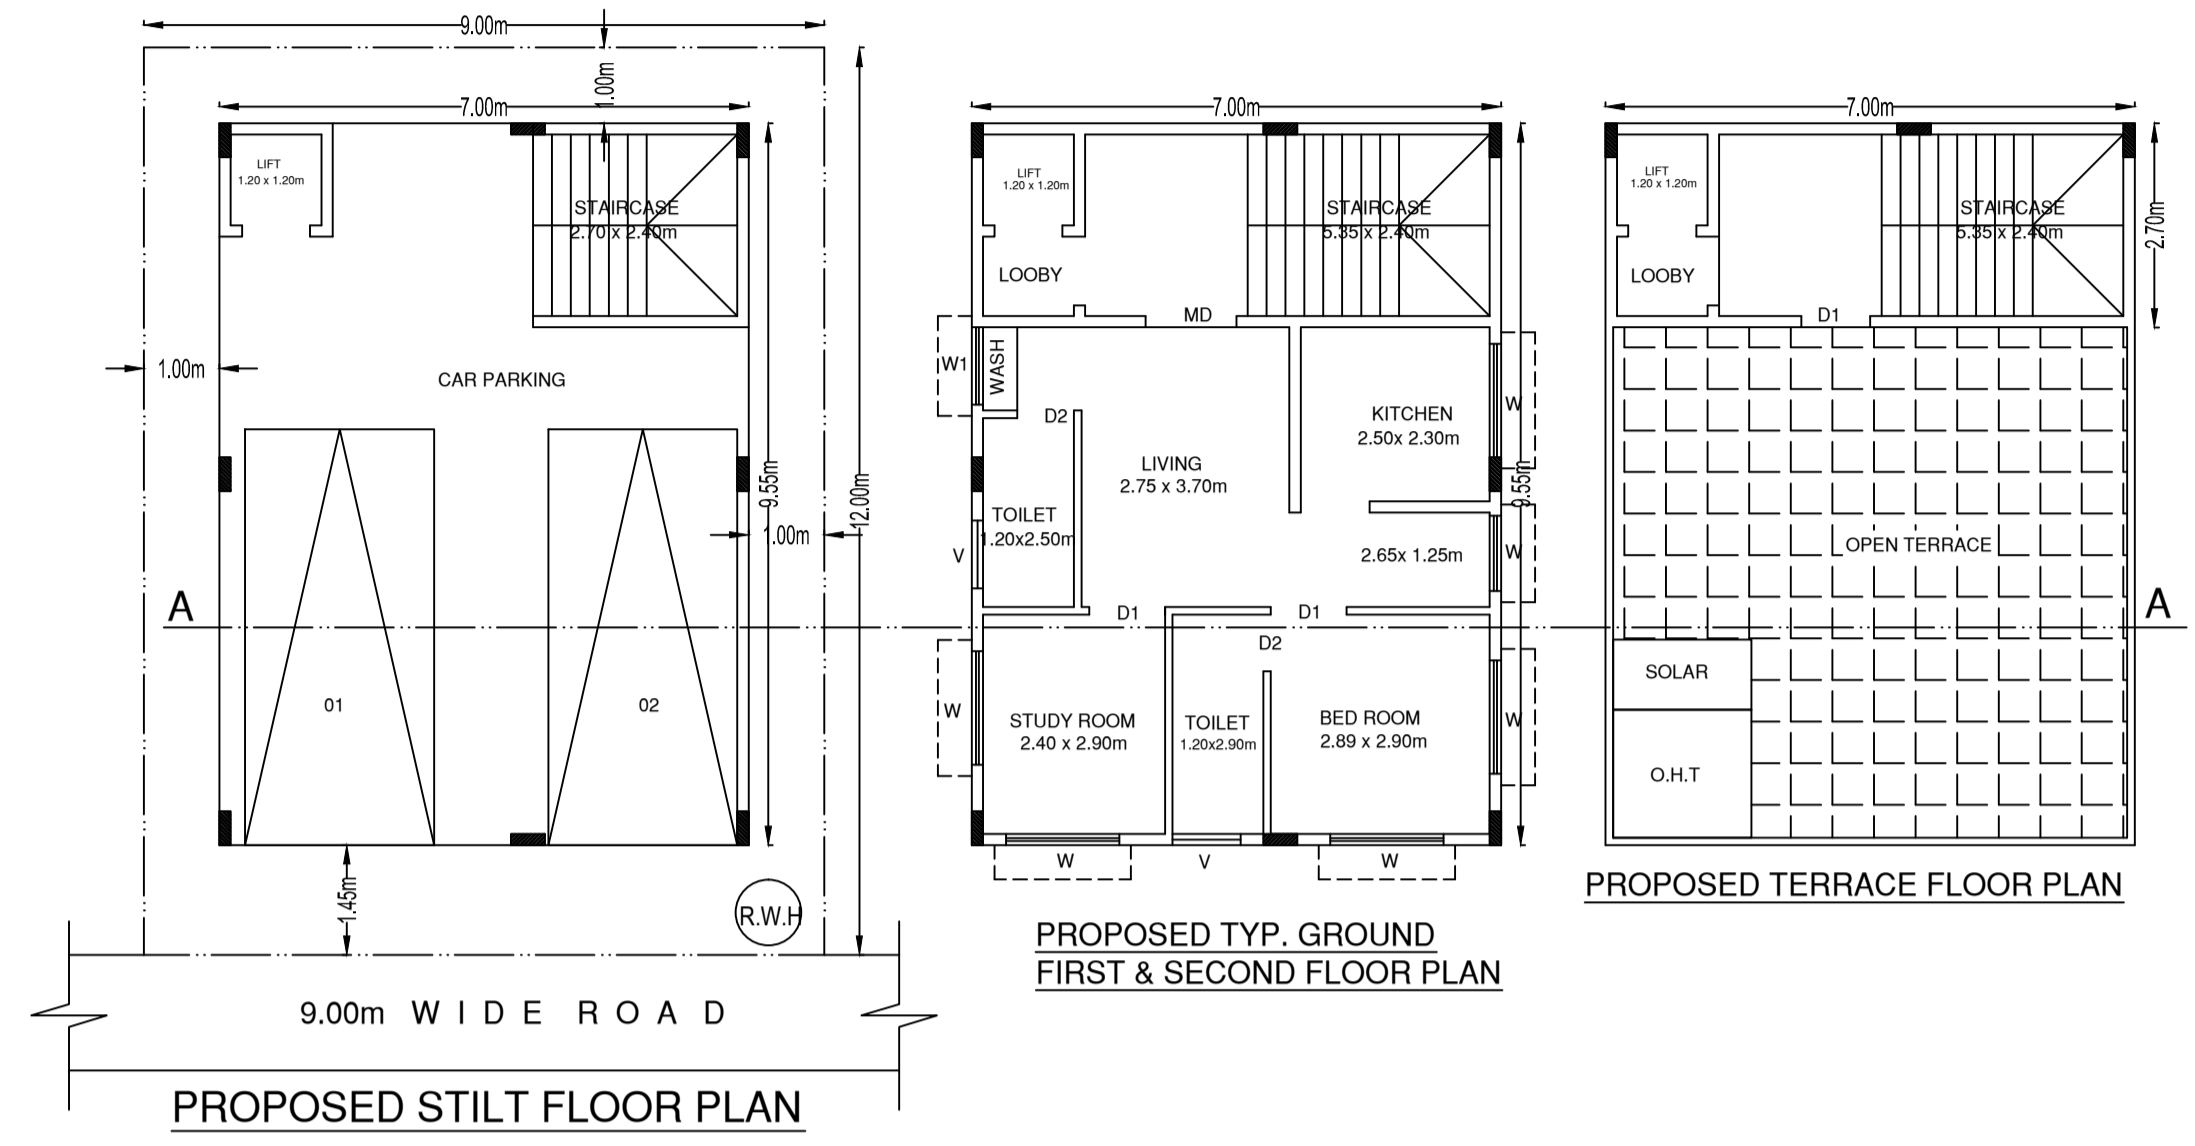 9.00m
1.00m
7.00m
LIFT
1.20 x 1.20m
STAIRCASE
2.70 x 2.40m
1.00m
CAR PARKING
9.55m
12.00m
1.00m
A
01
02
1.45m
R.W.H
9.00m WIDE ROAD
PROPOSED STILT FLOOR PLAN
7.00m
LIFT
1.20 x 1.20m
STAIRCASE
5.35 x 2.40m
LOOBY
MD
W1
WASH
D2
KITCHEN
2.50x 2.30m
W
LIVING
2.75 x 3.70m
9.55m
TOILET
1.20x2.50m
V
2.65x 1.25m
W
D1
D1
D2
W
STUDY ROOM
2.40 x 2.90m
TOILET
1.20x2.90m
BED ROOM
2.89 x 2.90m
W
W
V
W
PROPOSED TYP. GROUND
FIRST & SECOND FLOOR PLAN
7.00m
LIFT
1.20 x 1.20m
STAIRCASE
5.35 x 2.40m
2.70m
LOOBY
D1
OPEN TERRACE
A
SOLAR
O.H.T
PROPOSED TERRACE FLOOR PLAN